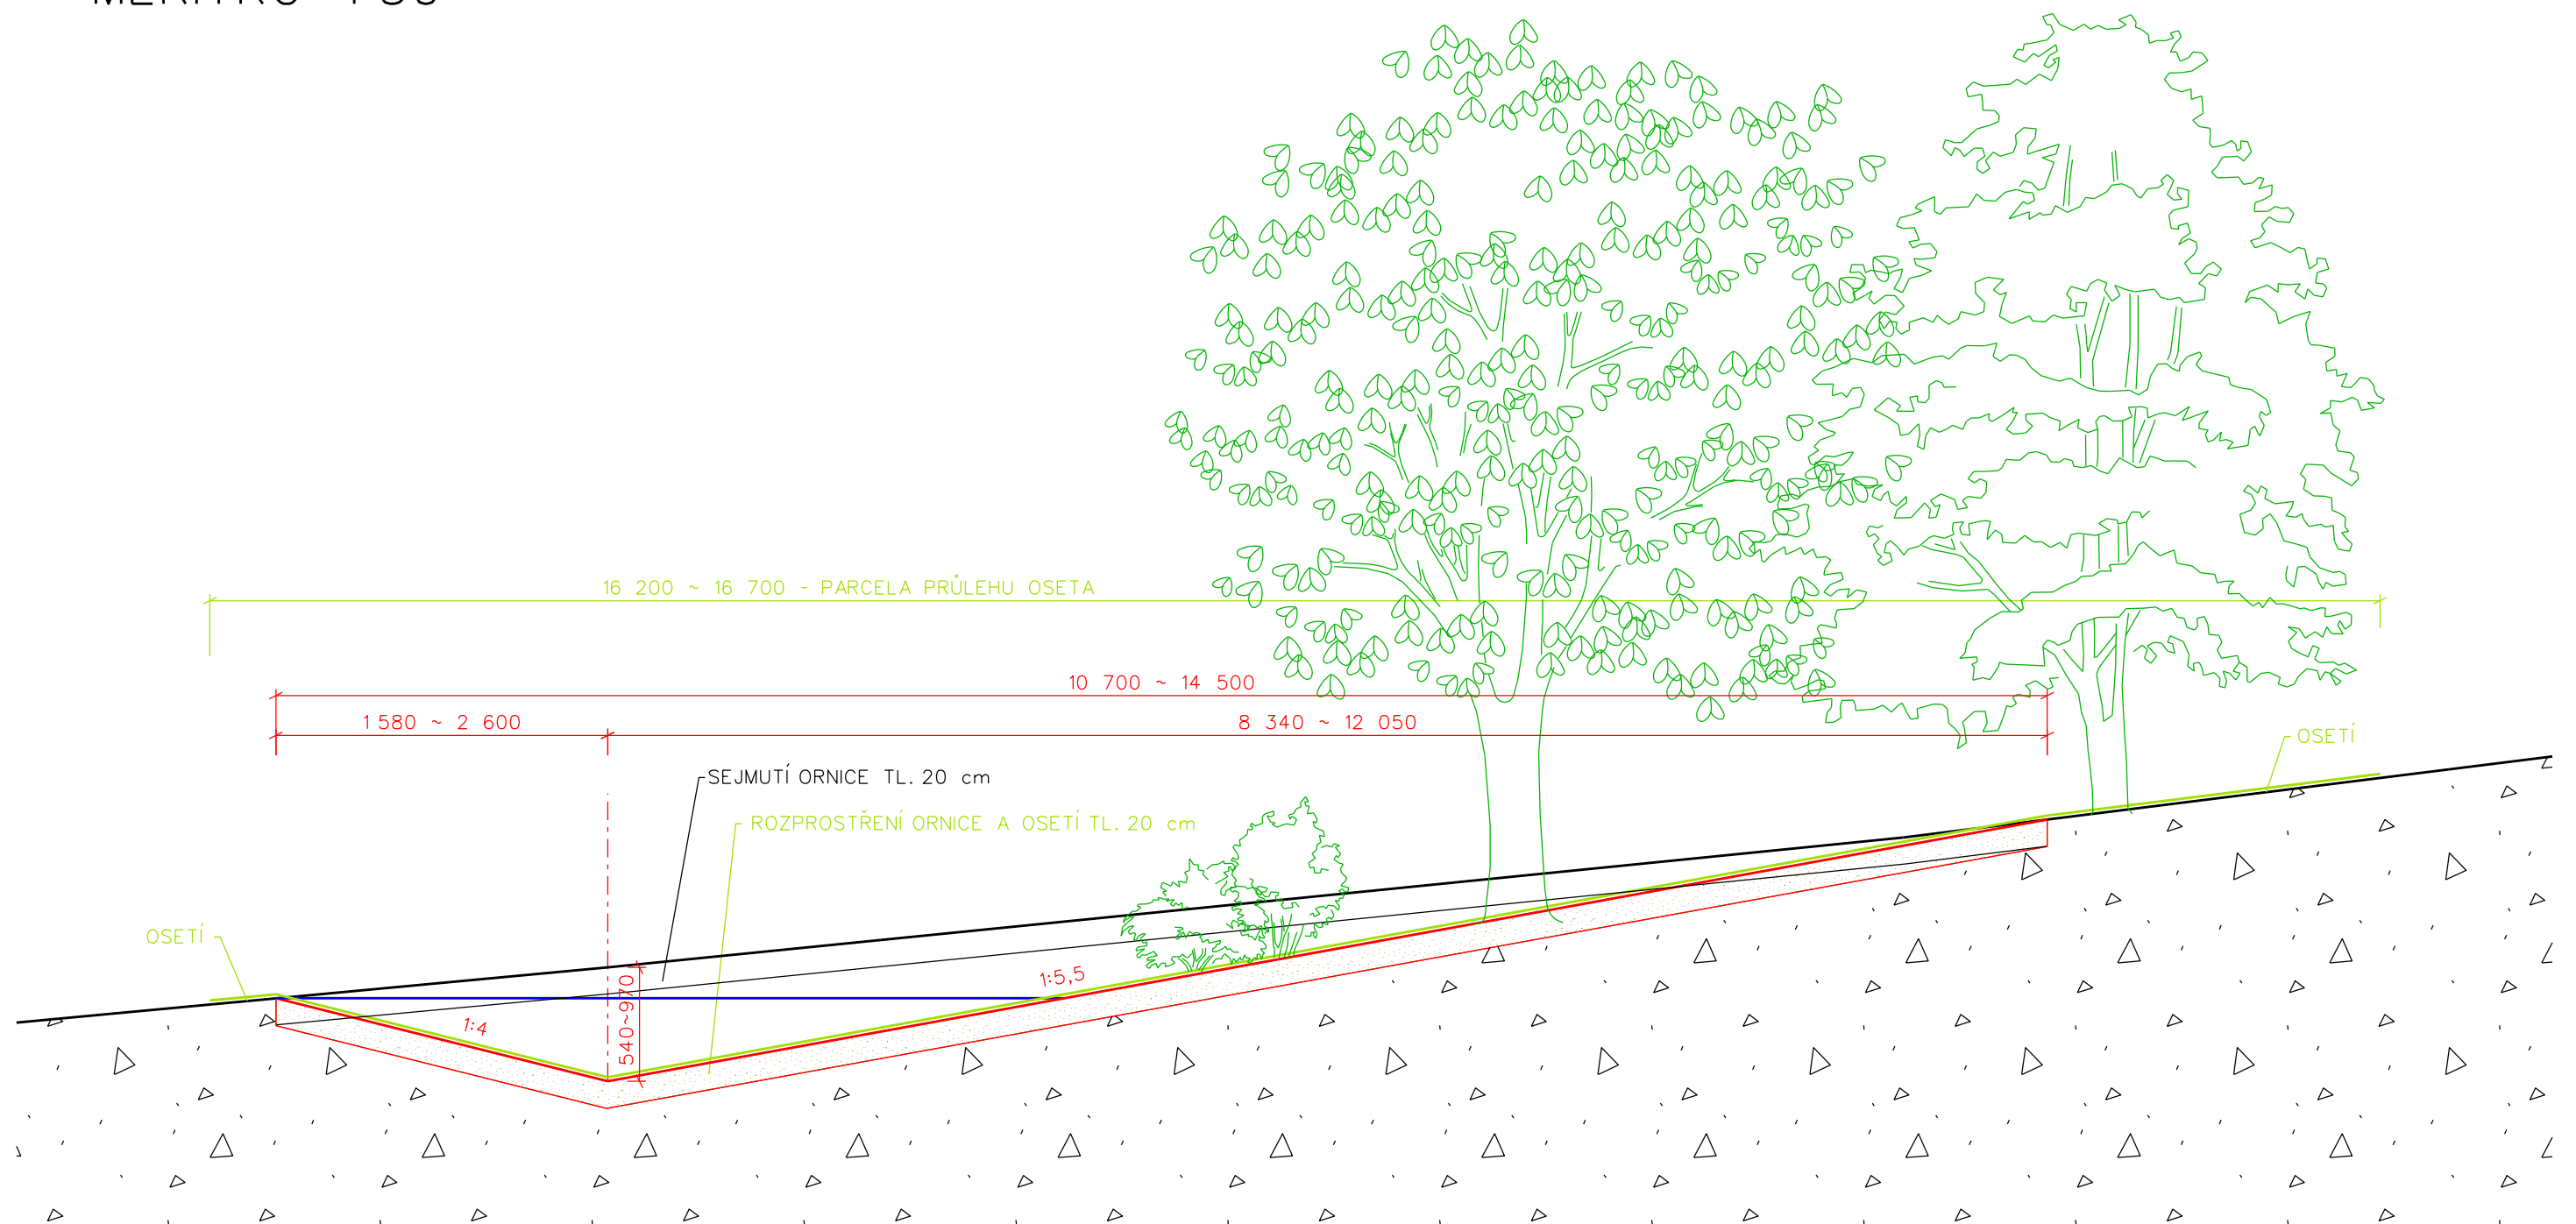 16 200 ~ 16 700 - PARCELA PRŮLEHU OSETA
10 700 ~ 14 500
1 580 ~ 2 600
8 340 ~ 12 050
OSETÍ
SEJMUTÍ ORNICE TL. 20 cm
ROZPROSTŘENÍ ORNICE A OSETÍ TL. 20 cm
OSETÍ
540~970
1:5,5
1:4